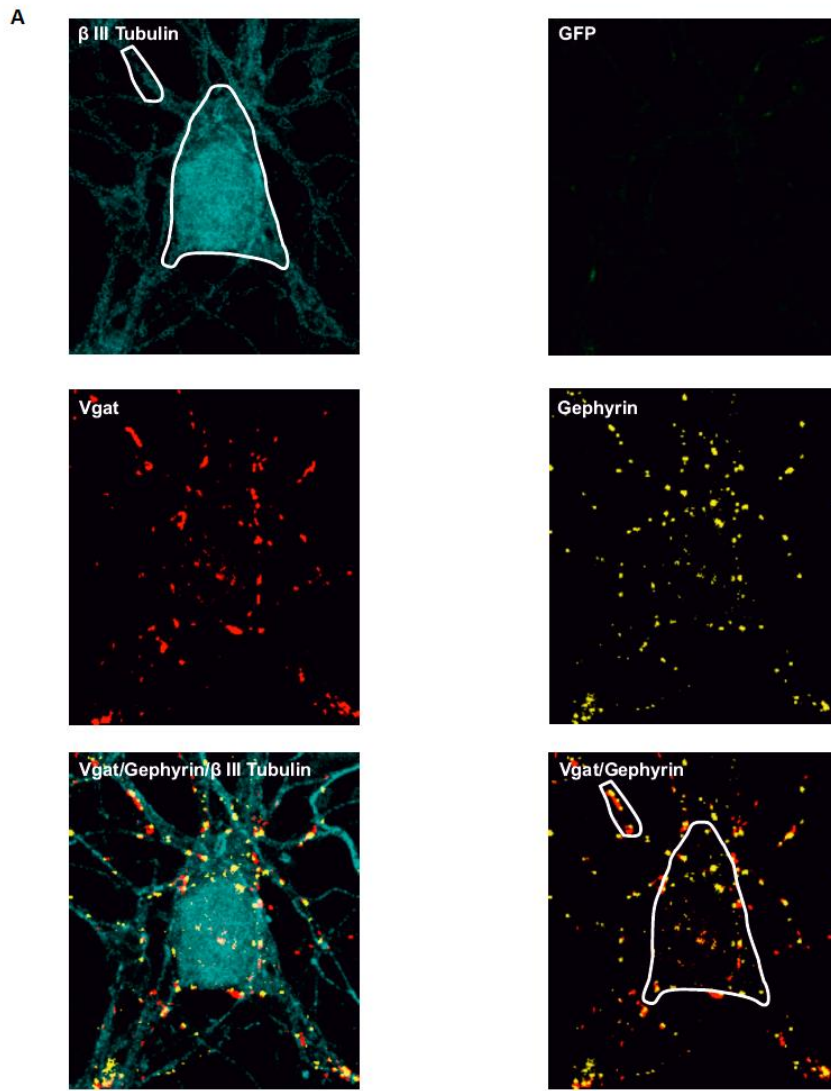 A
β III Tubulin
GFP
Vgat
Gephyrin
Vgat/Gephyrin/β III Tubulin
Vgat/Gephyrin